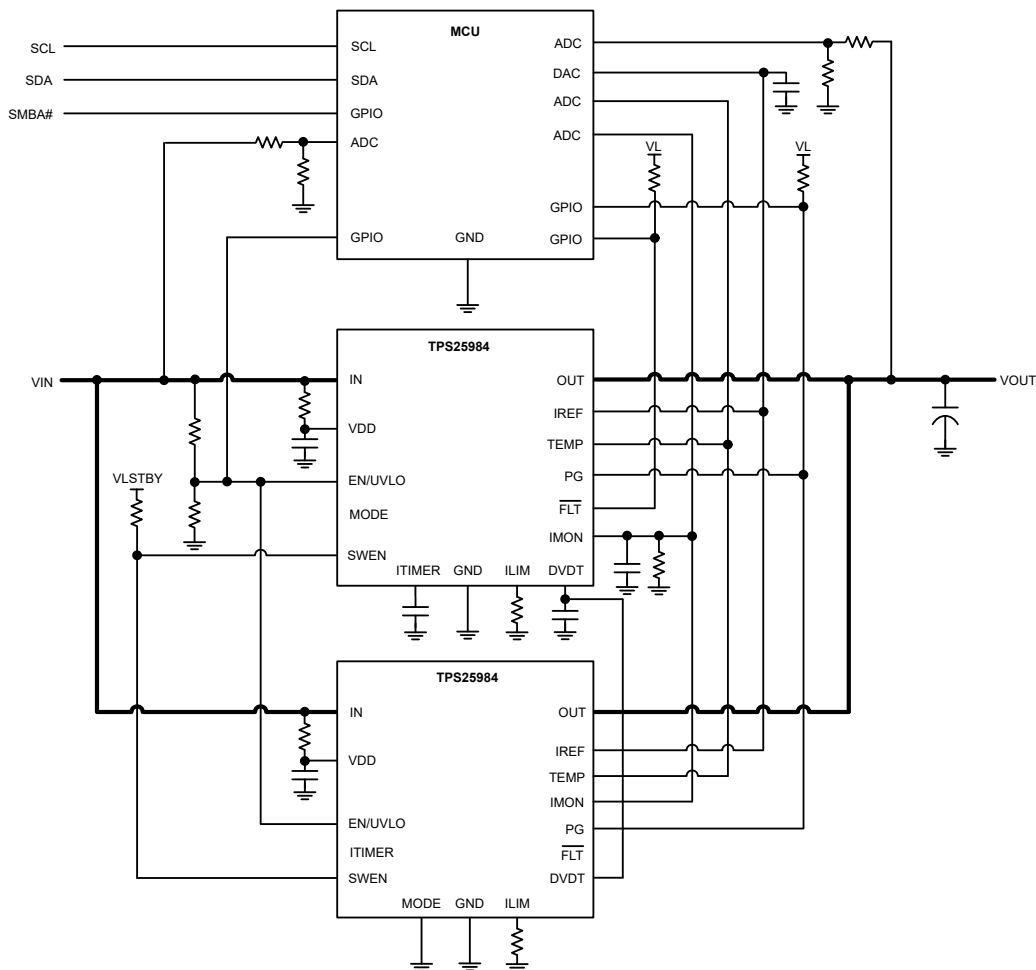 MCU
SCL
SCL
ADC
SDA
SDA
DAC
SMBA#
GPIO
ADC
ADC
ADC
VL
VL
GPIO
GPIO
GND
GPIO
TPS25984
VIN
IN
OUT
VOUT
IREF
VDD
TEMP
VLSTBY
EN/UVLO
PG
MODE
FLT
IMON
SWEN
ITIMER
GND
ILIM
DVDT
TPS25984
IN
OUT
IREF
VDD
TEMP
IMON
EN/UVLO
PG
ITIMER
FLT
SWEN
DVDT
MODE
GND
ILIM